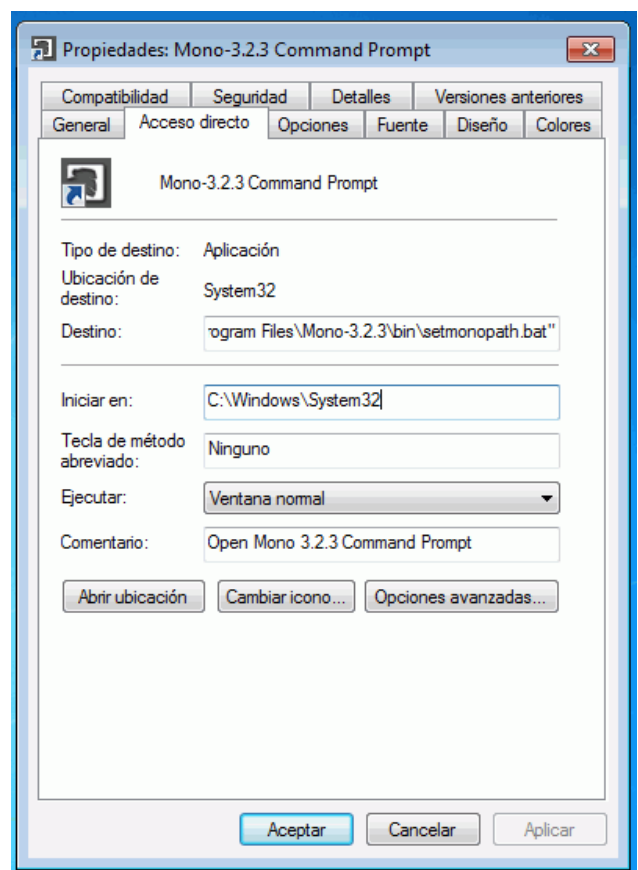 Propiedades: Mono-3.2.3 Command Prompt
Compatibilidad Seguridad Detalles Versiones anteriores
General Acceso directo Opciones Fuente Diseño Colores
Mono-3.2.3 Command Prompt
Tipo de destino: Aplicación
Ubicación de
destino: System32
Destino: rogram Files\Mono-3.2.3\bin\setmonopath.bat"
Iniciar en: C:\Windows\System32
Tecla de método
abreviado: Ninguno
Ejecutar: Ventana normal
Comentario: Open Mono 3.2.3 Command Prompt
Abrir ubicación Cambiar icono... Opciones avanzadas...
Aceptar Cancelar Aplicar